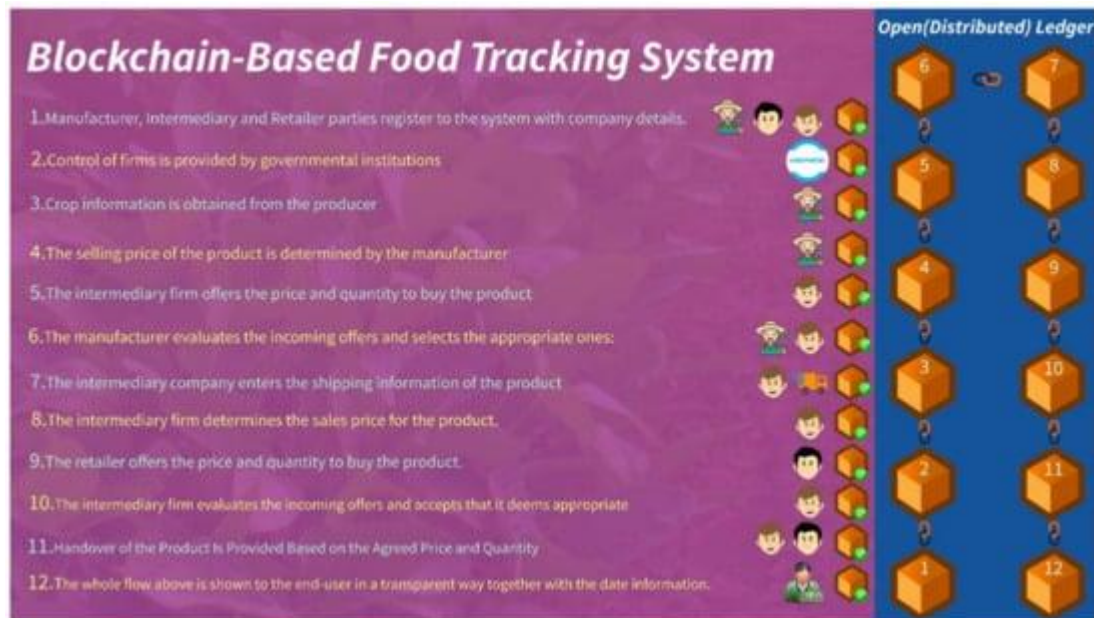 Blockchain-Based Food Tracking System
1.Manufacturer, Intermediary and Retailer parties register to the system with company details.
2.Control of firms is provided by governmental institutions
3.Crop information is obtained from the producer
4.The selling price of the product is determined by the manufacturer
5.The intermediary firm offers the price and quantity to buy the product
6.The manufacturer evaluates the incoming offers and selects the appropriate ones:
7.The intermediary company enters the shipping information of the product
8.The intermediary firm determines the sales price for the product.
9.The retailer offers the price and quantity to buy the product.
10.The intermediary firm evaluates the incoming offers and accepts that it deems appropriate
11.Handover of the Product Is Provided Based on the Agreed Price and Quantity
12.The whole flow above is shown to the end-user in a transparent way together with the date information.
Open(Distributed) Ledger
6 7
5 8
4 9
3 10
2 11
1 12